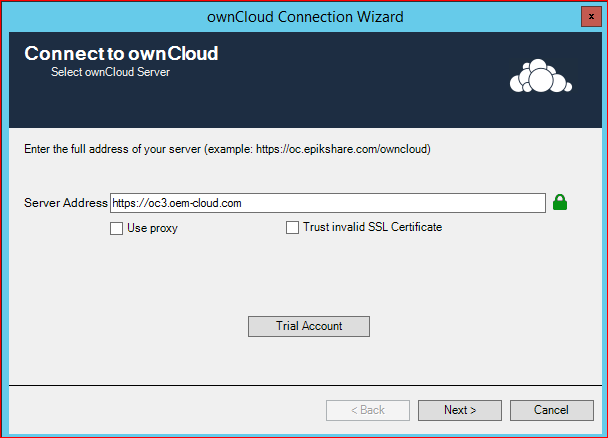 ownCloud Connection Wizard
x
Connect to ownCloud
Select ownCloud Server
Enter the full address of your server (example: https://oc.epikshare.com/owncloud)
Server Address https://oc3.oem-cloud.com
Use proxy Trust invalid SSL Certificate
Trial Account
< Back Next > Cancel